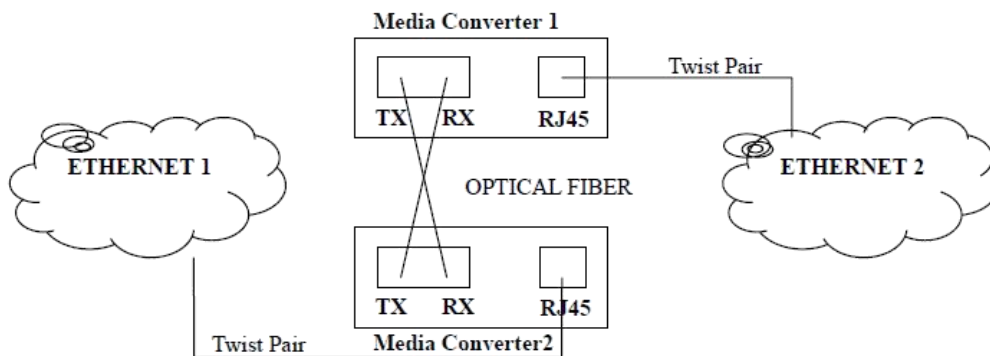 Media Converter 1
Twist Pair
TX RX RJ45
ETHERNET 1
ETHERNET 2
OPTICAL FIBER
TX RX RJ45
Twist Pair
Media Converter2